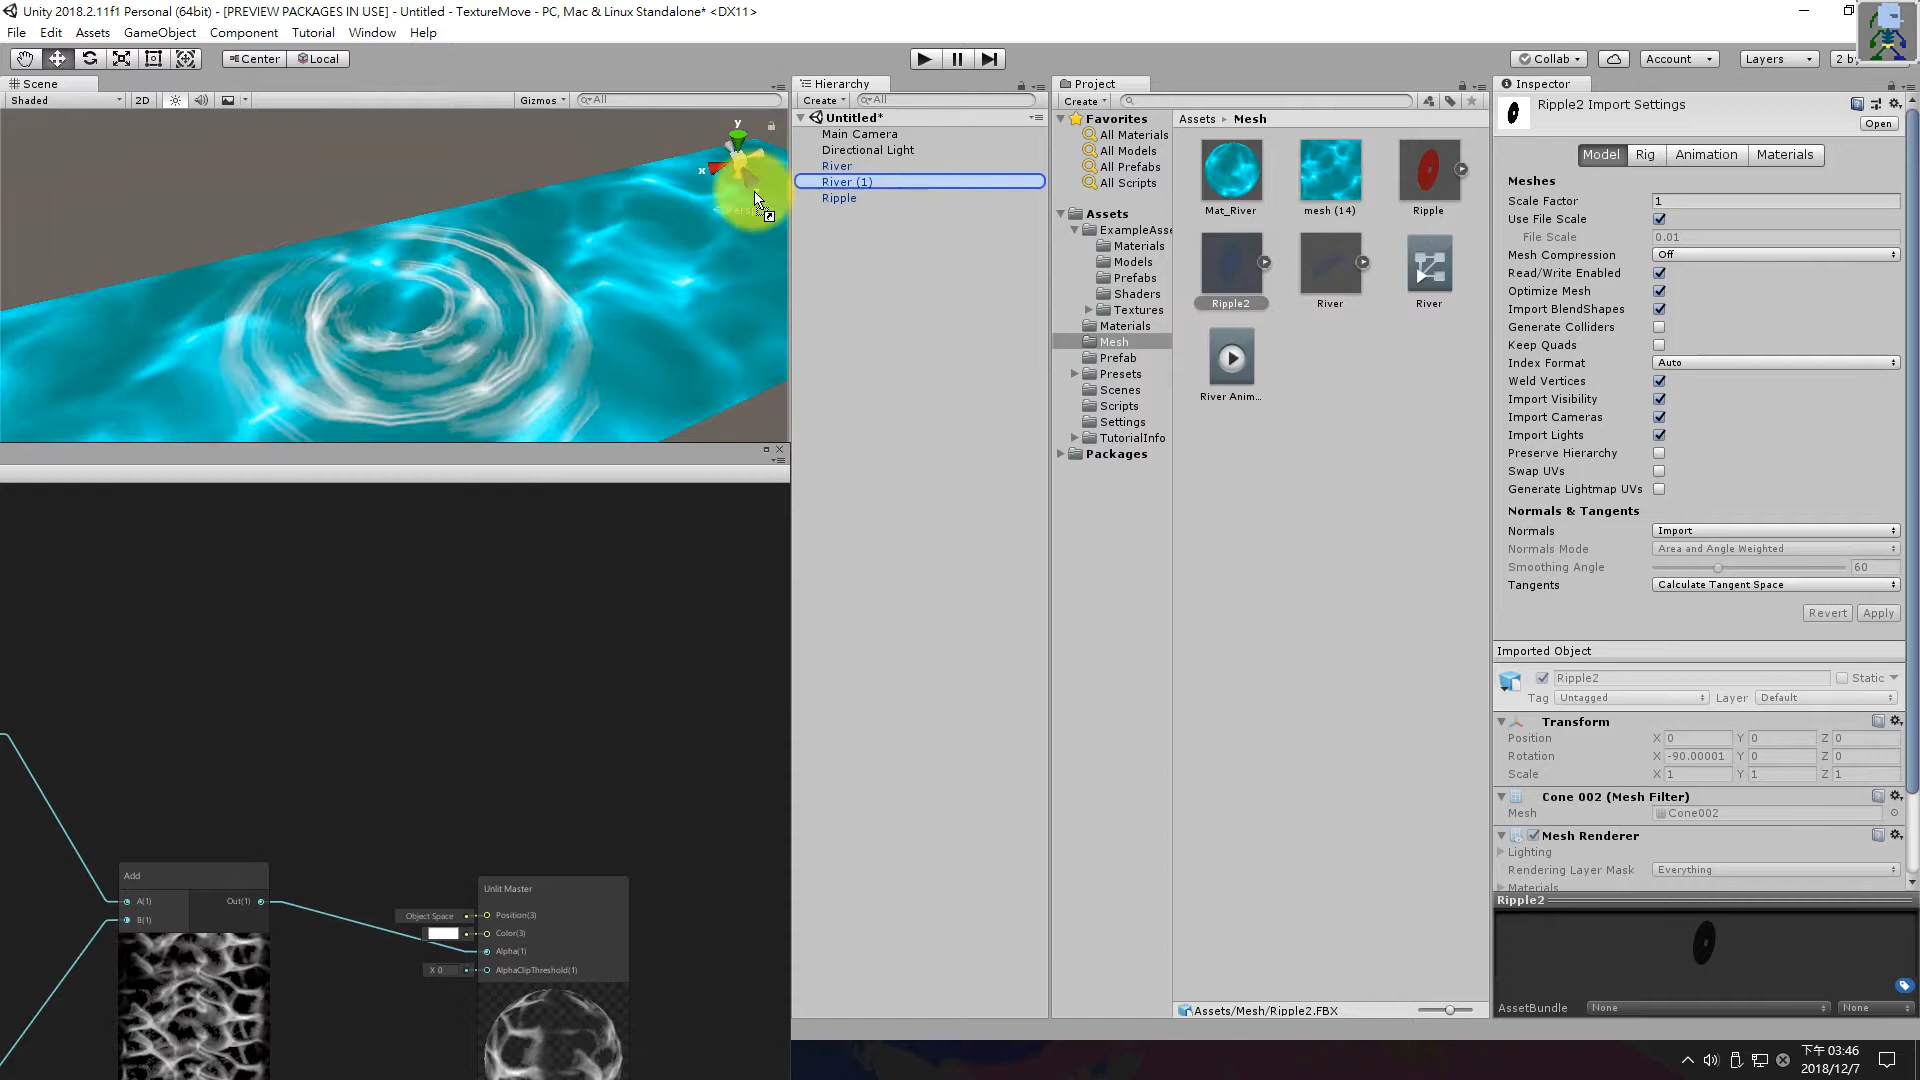 Unity 2018.2.11f1 Personal (64bit) - [PREVIEW PACKAGES IN USE] - Untitled - TextureMove - PC, Mac & Linux Standalone* <DX11>
File Edit Assets GameObject Component Tutorial Window Help
Center Local
Collab Account Layers 2 b
Scene
Shaded 2D Gizmos All
y
x
Hierarchy
Create All
Untitled*
Main Camera
Directional Light
River
River (1)
Ripple
Project
Create
Favorites
All Materials
All Models
All Prefabs
All Scripts
Assets
ExampleAsse
Materials
Models
Prefabs
Shaders
Textures
Materials
Mesh
Prefab
Presets
Scenes
Scripts
Settings
TutorialInfo
Packages
Assets Mesh
Mat_River mesh (14) Ripple
Ripple2 River River
River Anim...
Assets/Mesh/Ripple2.FBX
Inspector
Ripple2 Import Settings
Open
Model Rig Animation Materials
Meshes
Scale Factor 1
Use File Scale
File Scale 0.01
Mesh Compression Off
Read/Write Enabled
Optimize Mesh
Import BlendShapes
Generate Colliders
Keep Quads
Index Format Auto
Weld Vertices
Import Visibility
Import Cameras
Import Lights
Preserve Hierarchy
Swap UVs
Generate Lightmap UVs
Normals & Tangents
Normals Import
Normals Mode Area and Angle Weighted
Smoothing Angle 60
Tangents Calculate Tangent Space
Revert Apply
Imported Object
Ripple2 Static
Tag Untagged Layer Default
Transform
Position X 0 Y 0 Z 0
Rotation X -90.00001 Y 0 Z 0
Scale X 1 Y 1 Z 1
Cone 002 (Mesh Filter)
Mesh Cone002
Mesh Renderer
Lighting
Rendering Layer Mask Everything
Materials
Ripple2
AssetBundle None None
Add
A(1) Out(1)
B(1)
Unlit Master
Object Space Position(3)
Color(3)
Alpha(1)
X 0 AlphaClipThreshold(1)
下午 03:46
2018/12/7